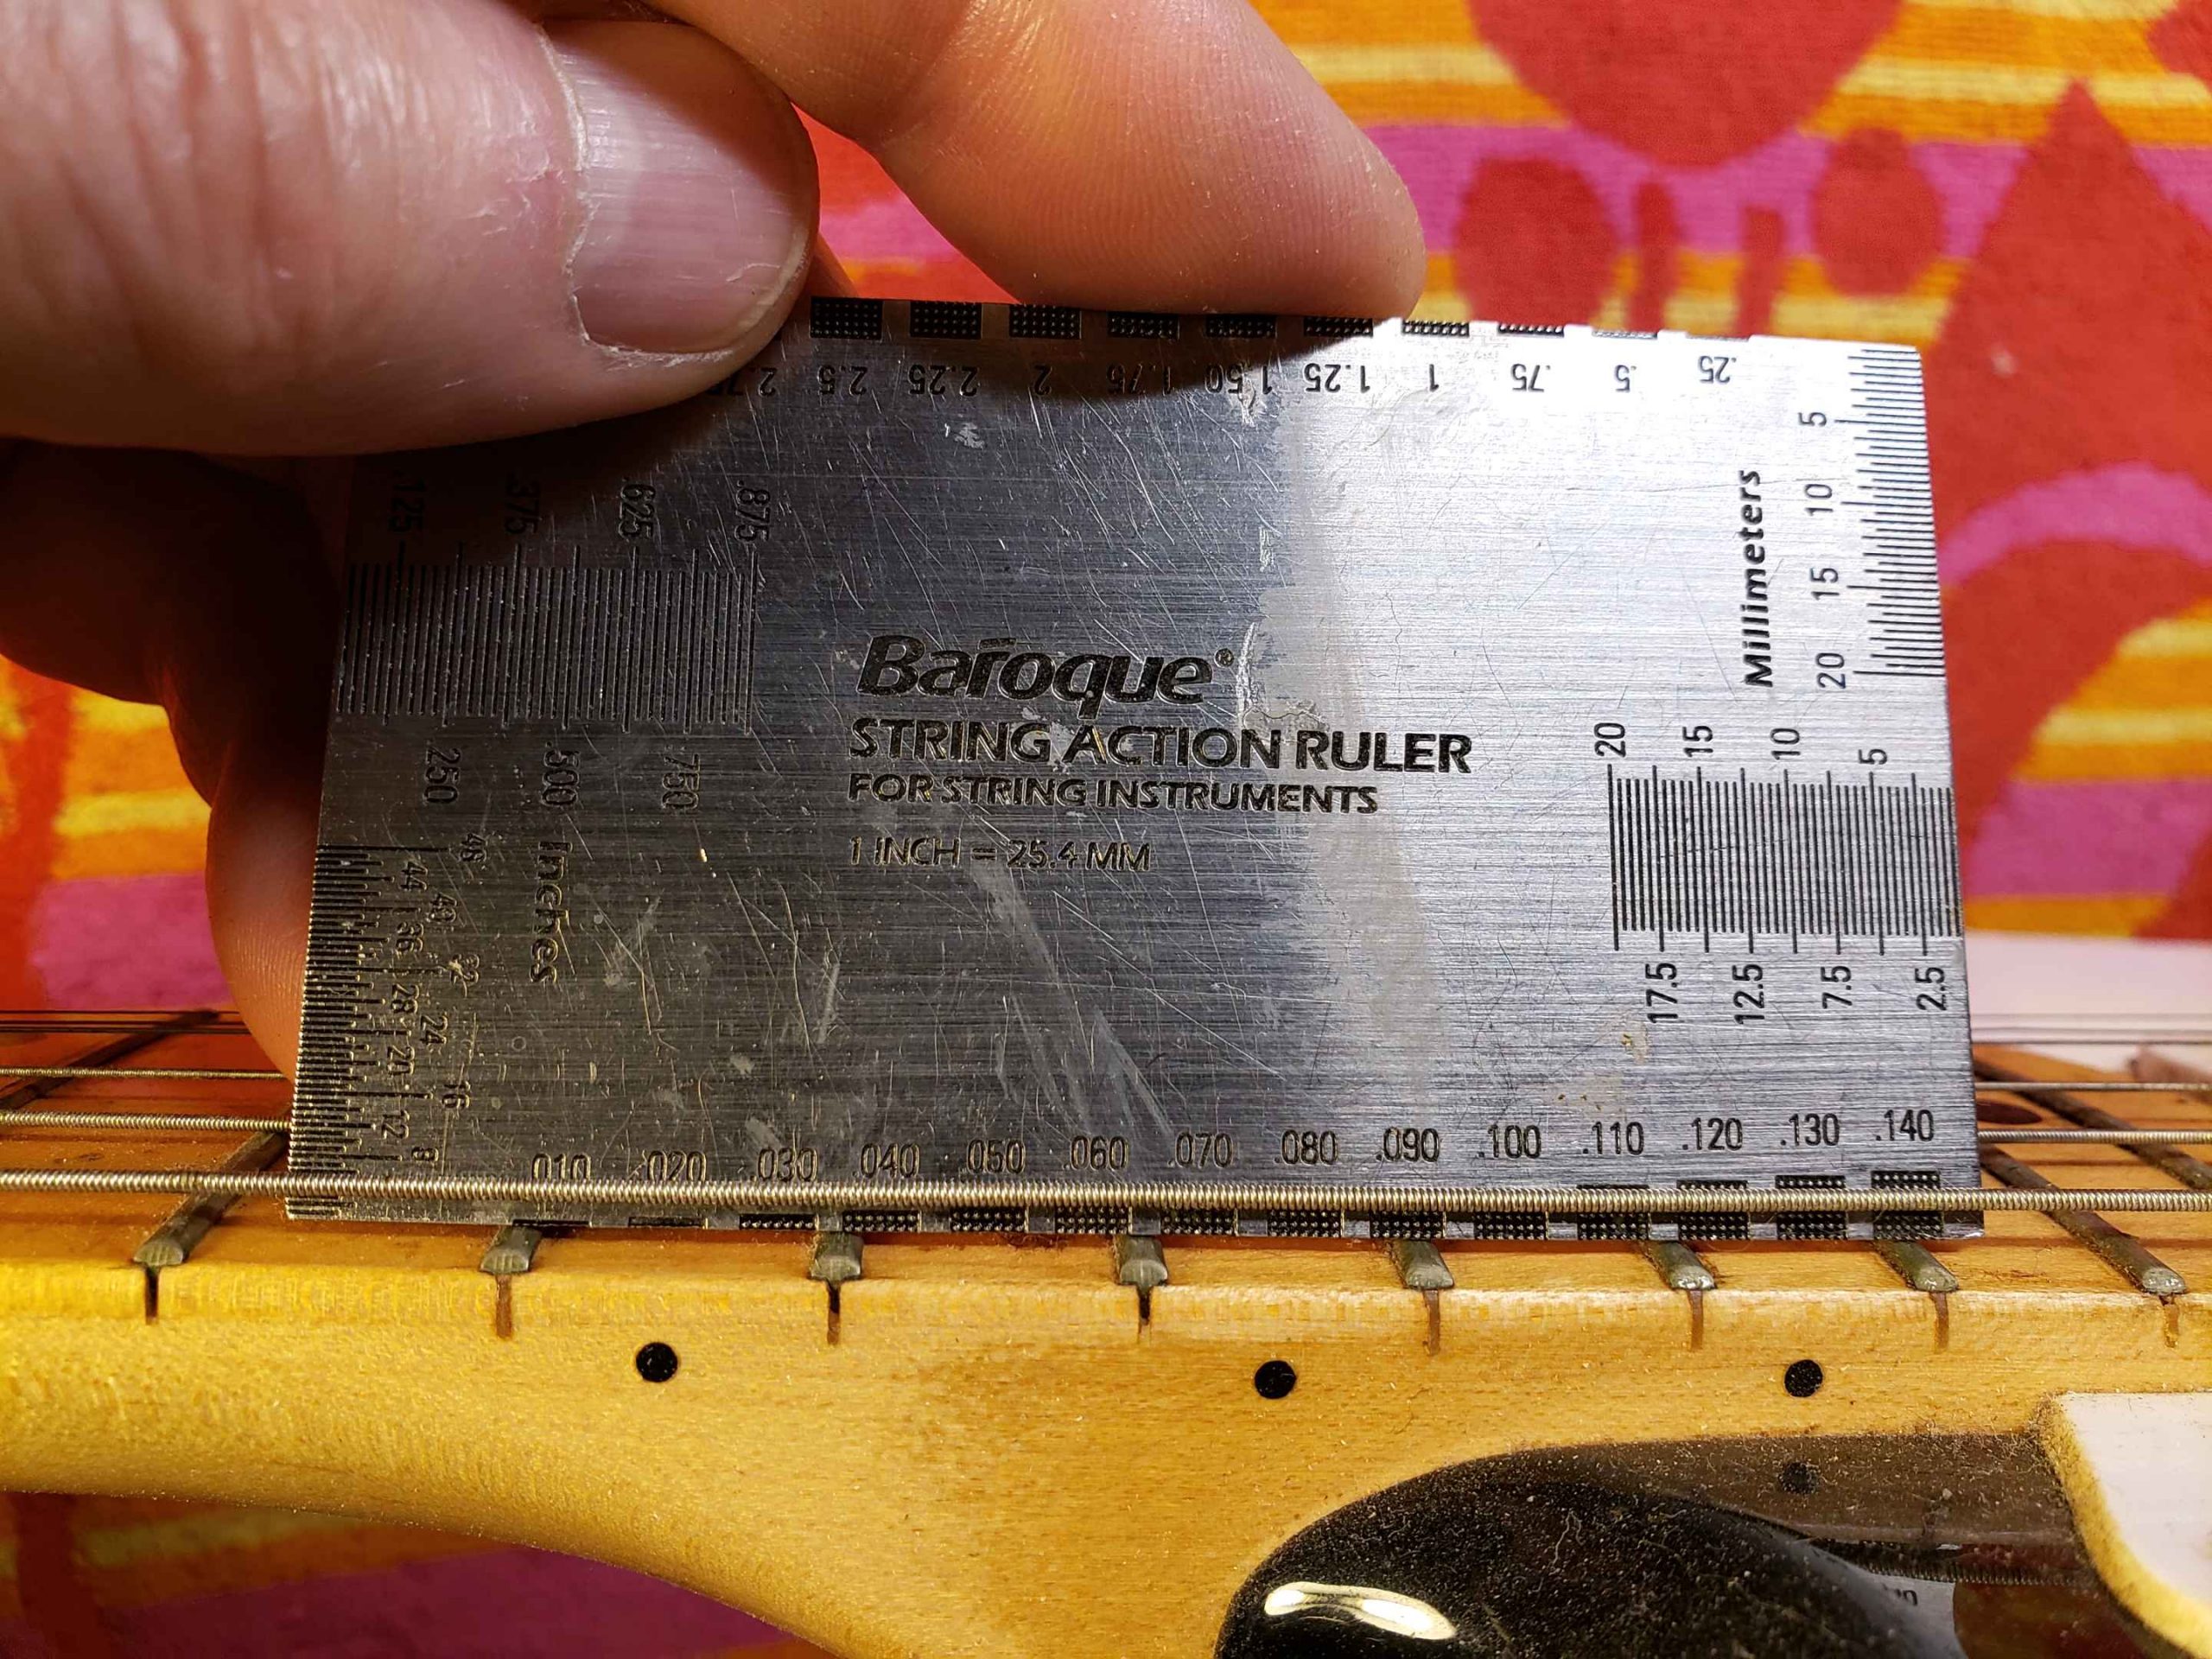 2.75 2.5 2.25 2 1.75 1.50 1.25 1 .75 .5 .25
.125 .375 .625 .875
5 10 15 20
Millimeters
Baroque®
STRING ACTION RULER
FOR STRING INSTRUMENTS
1 INCH = 25.4 MM
.250 .500 .750
Inches
20 15 10 5
17.5 12.5 7.5 2.5
48 44 40 36 32 28 24 20 16 12 8
.010 .020 .030 .040 .050 .060 .070 .080 .090 .100 .110 .120 .130 .140